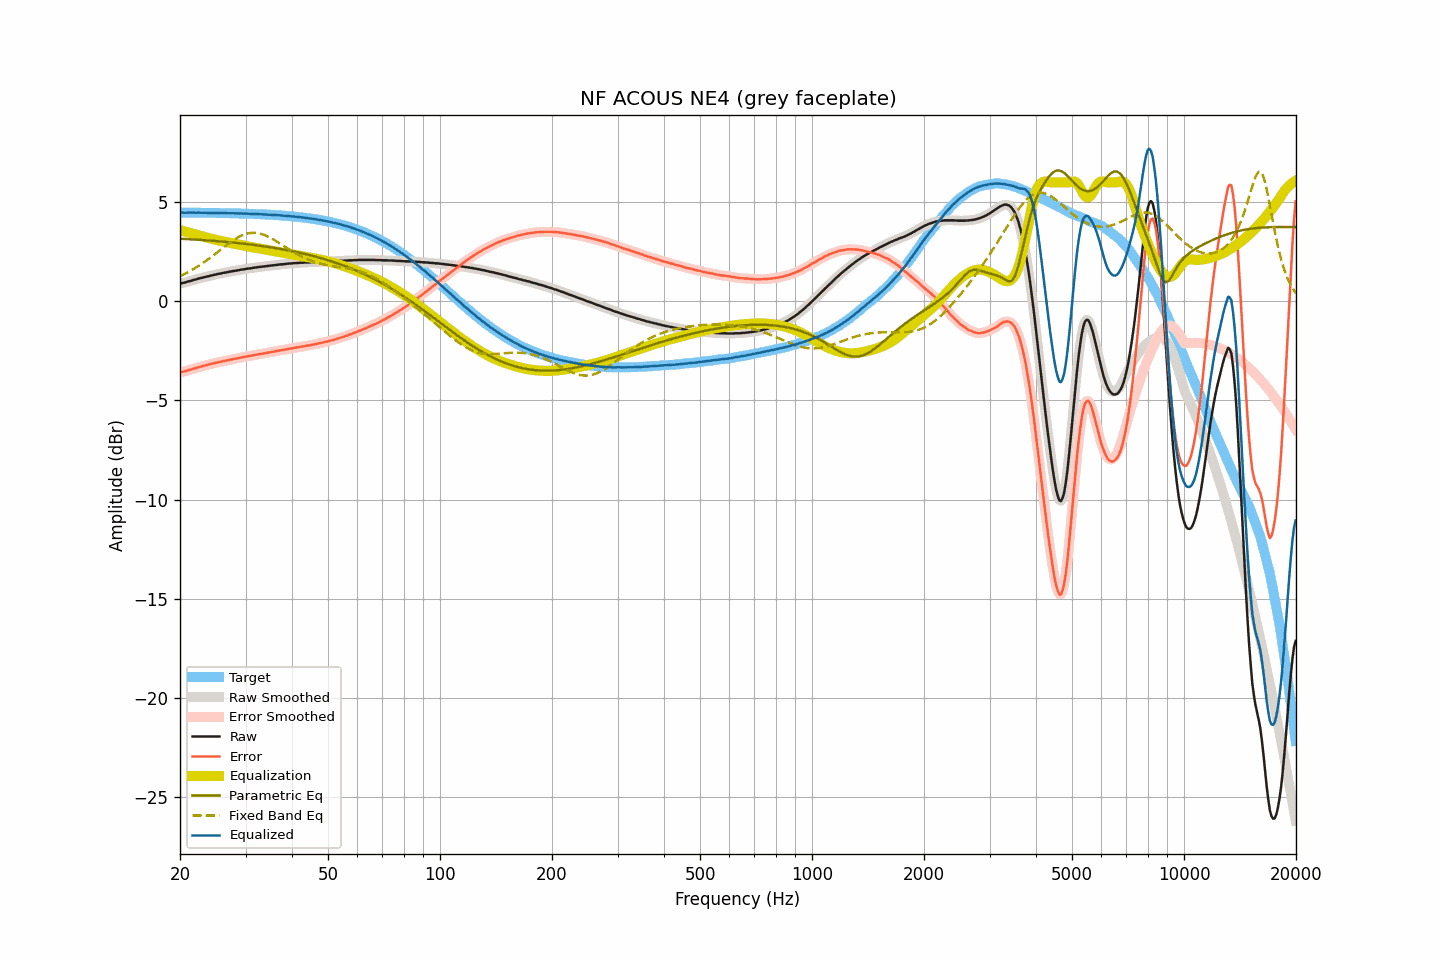 NF ACOUS NE4 (grey faceplate)
Amplitude (dBr)
5
0
−5
−10
−15
−20
−25
Target
Raw Smoothed
Error Smoothed
Raw
Error
Equalization
Parametric Eq
Fixed Band Eq
Equalized
20 50 100 200 500 1000 2000 5000 10000 20000
Frequency (Hz)